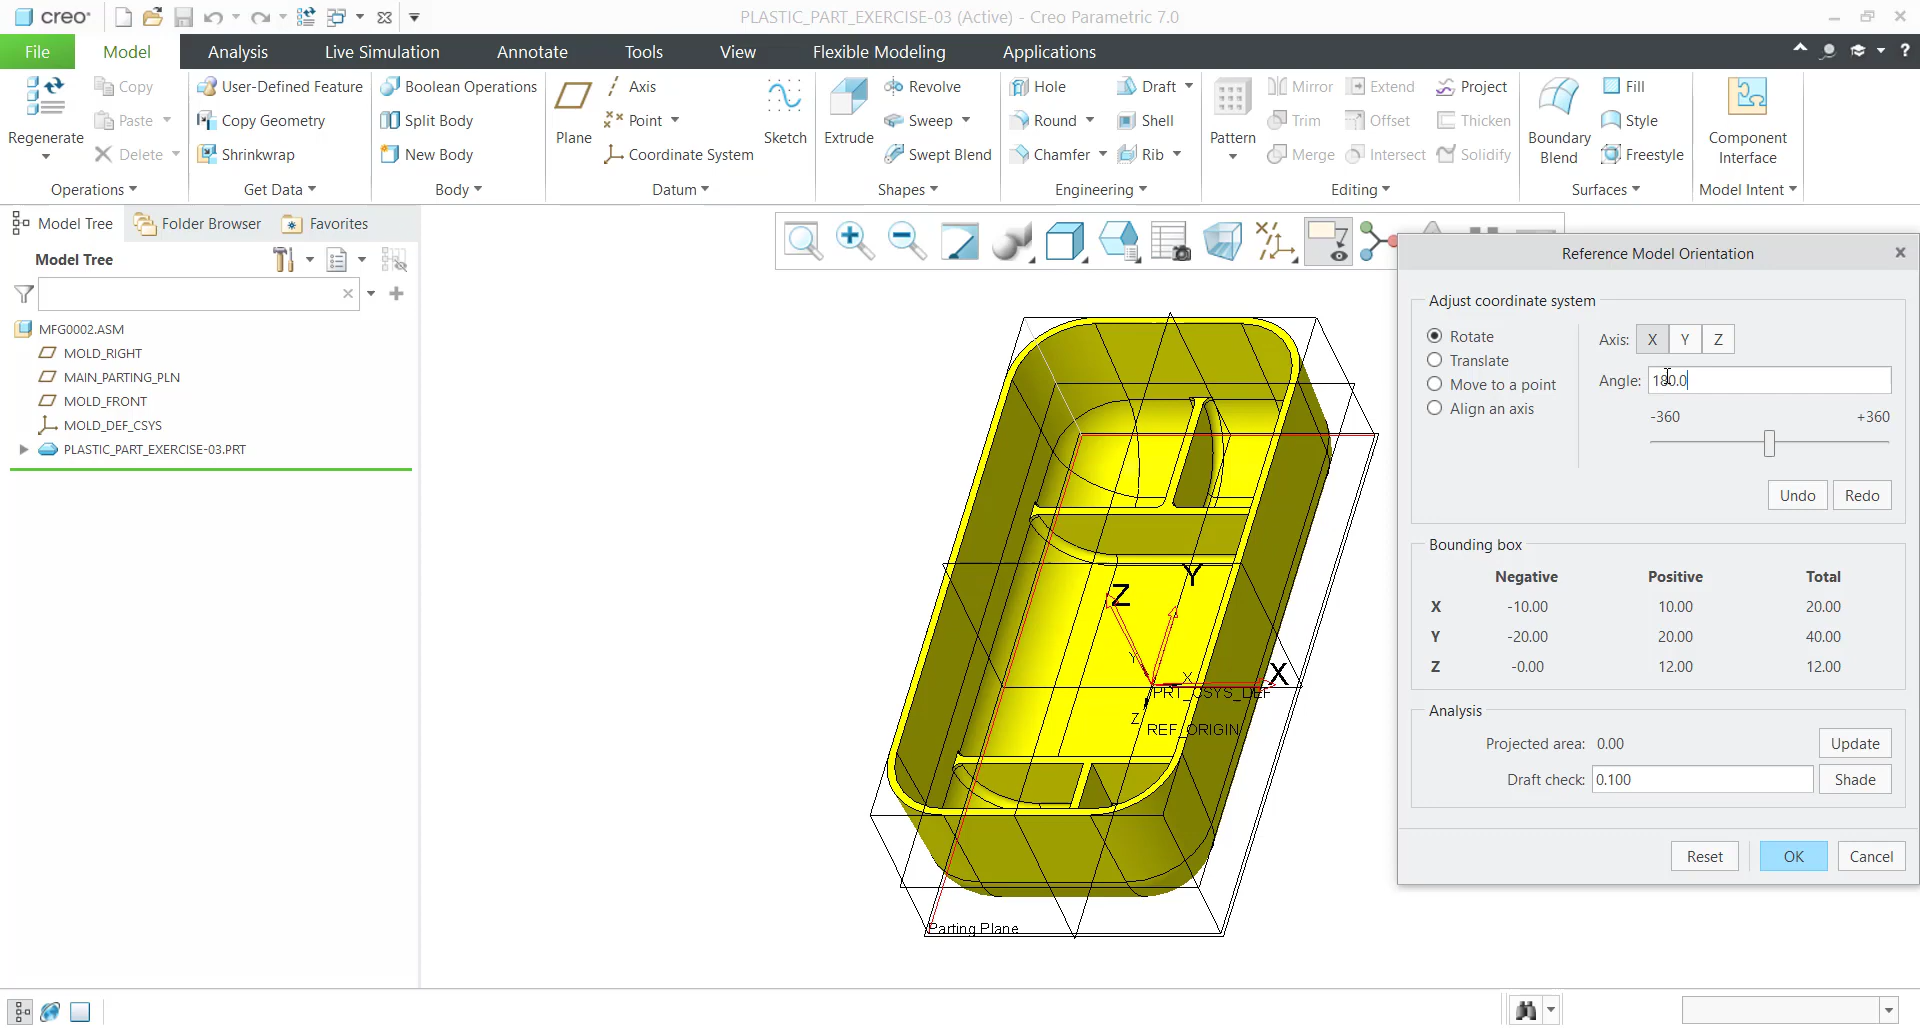 creo PLASTIC_PART_EXERCISE-03 (Active) - Creo Parametric 7.0
File Model Analysis Live Simulation Annotate Tools View Flexible Modeling Applications
Regenerate Copy Paste Delete Operations
User-Defined Feature Copy Geometry Shrinkwrap Get Data
Boolean Operations Split Body New Body Body
Plane Axis Point Coordinate System Sketch Datum
Extrude Revolve Sweep Swept Blend Shapes
Hole Round Chamfer Draft Shell Rib Engineering
Pattern Mirror Trim Merge Extend Offset Intersect Project Thicken Solidify Editing
Boundary Blend Fill Style Freestyle Surfaces
Component Interface Model Intent
Model Tree Folder Browser Favorites
Model Tree
MFG0002.ASM
MOLD_RIGHT
MAIN_PARTING_PLN
MOLD_FRONT
MOLD_DEF_CSYS
PLASTIC_PART_EXERCISE-03.PRT
Z Y
Y X X
PRT_CSYS_DEF
Z
REF_ORIGIN
Parting Plane
Reference Model Orientation
Adjust coordinate system
Rotate
Translate
Move to a point
Align an axis
Axis: X Y Z
Angle: 180.0
-360 +360
Undo Redo
Bounding box
Negative Positive Total
X -10.00 10.00 20.00
Y -20.00 20.00 40.00
Z -0.00 12.00 12.00
Analysis
Projected area: 0.00 Update
Draft check: 0.100 Shade
Reset OK Cancel